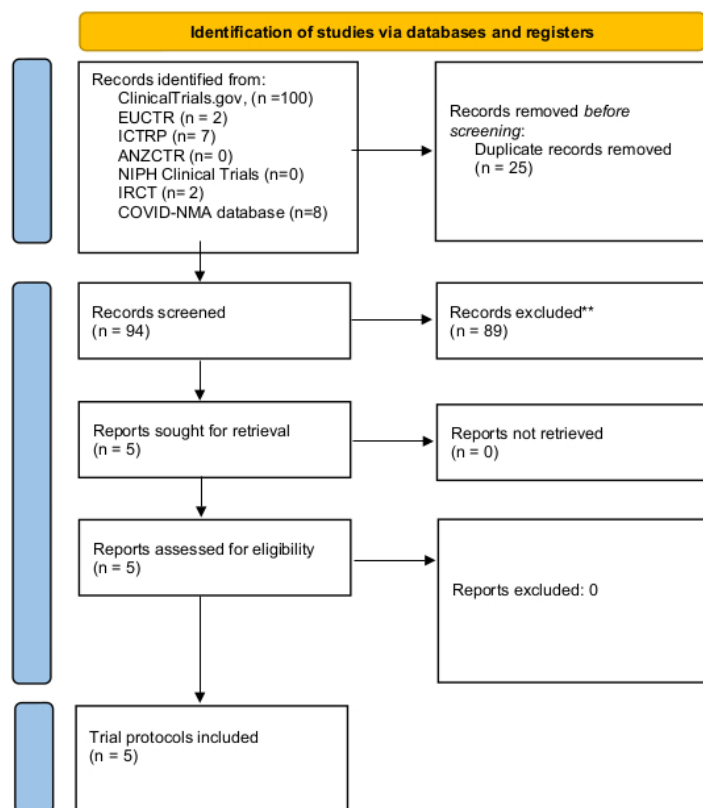 Identification of studies via databases and registers
Records identified from:
ClinicalTrials.gov, (n =100)
EUCTR (n = 2)
ICTRP (n= 7)
ANZCTR (n= 0)
NIPH Clinical Trials (n=0)
IRCT (n= 2)
COVID-NMA database (n=8)
Records removed before
screening:
Duplicate records removed
(n = 25)
Records screened
(n = 94)
Records excluded**
(n = 89)
Reports sought for retrieval
(n = 5)
Reports not retrieved
(n = 0)
Reports assessed for eligibility
(n = 5)
Reports excluded: 0
Trial protocols included
(n = 5)